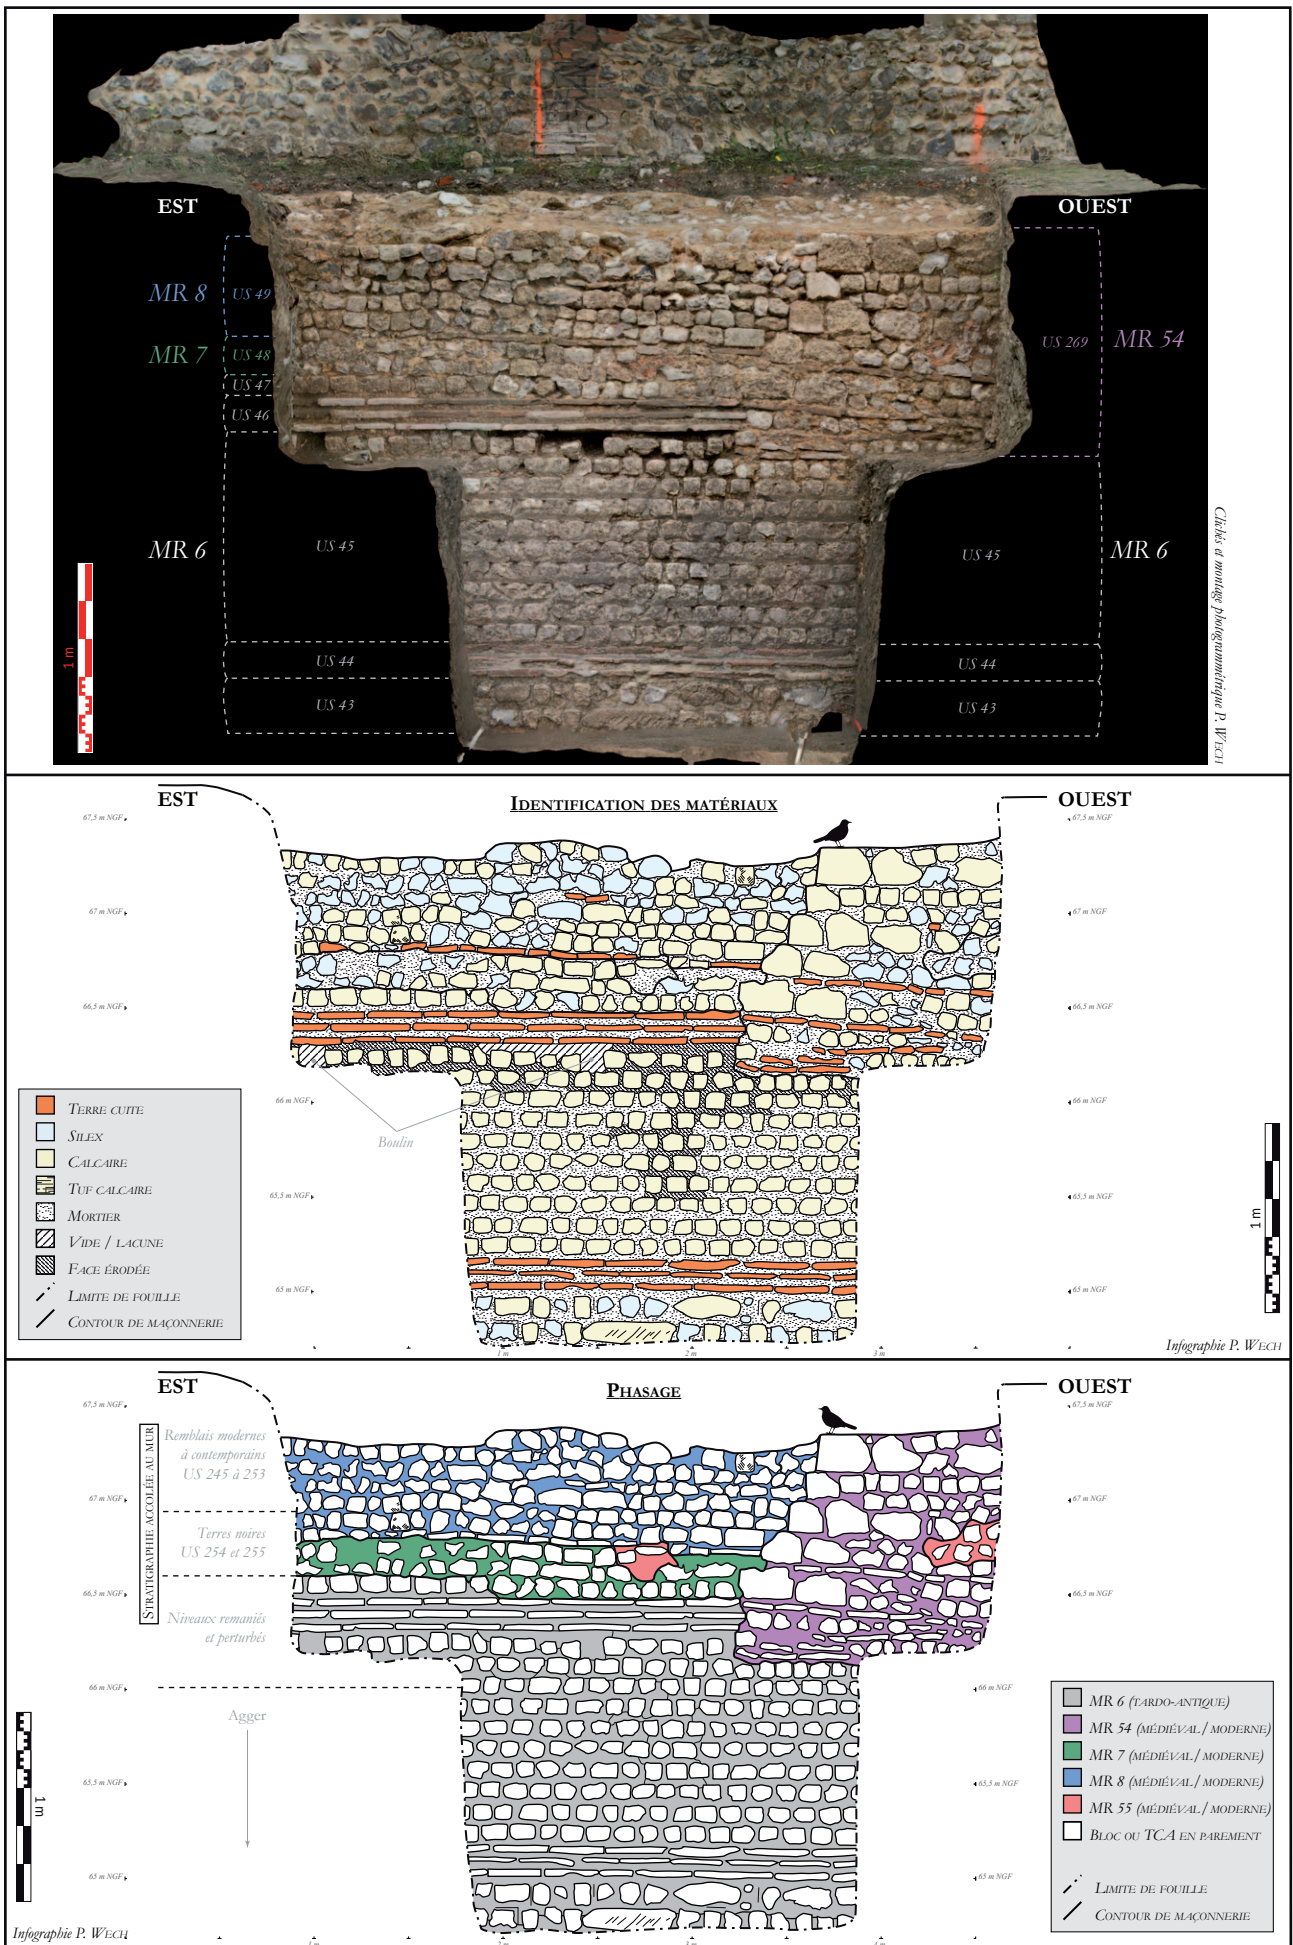 EST
OUEST
MR 8
US 49
MR 7
US 48
US 47
US 46
US 269
MR 54
MR 6
US 45
US 45
MR 6
US 44
US 44
US 43
US 43
1 m
Clichés et montage photogrammétrique P. Wech
EST
Identification des matériaux
OUEST
67,5 m NGF
67,5 m NGF
67 m NGF
67 m NGF
66,5 m NGF
66,5 m NGF
66 m NGF
66 m NGF
Boulin
65,5 m NGF
65,5 m NGF
65 m NGF
65 m NGF
Terre cuite
Silex
Calcaire
Tuf calcaire
Mortier
Vide / lacune
Face érodée
Limite de fouille
Contour de maçonnerie
1 m
1 m
2 m
3 m
Infographie P. Wech
EST
Phasage
OUEST
67,5 m NGF
67,5 m NGF
Stratigraphie accolée au mur
Remblais modernes
à contemporains
US 245 à 253
67 m NGF
67 m NGF
Terres noires
US 254 et 255
66,5 m NGF
66,5 m NGF
Niveaux remaniés
et perturbés
66 m NGF
66 m NGF
Agger
65,5 m NGF
65,5 m NGF
65 m NGF
65 m NGF
MR 6 (tardo-antique)
MR 54 (médiéval/moderne)
MR 7 (médiéval/moderne)
MR 8 (médiéval/moderne)
MR 55 (médiéval/moderne)
Bloc ou TCA en parement
Limite de fouille
Contour de maçonnerie
1 m
Infographie P. Wech
1 m
2 m
3 m
4 m